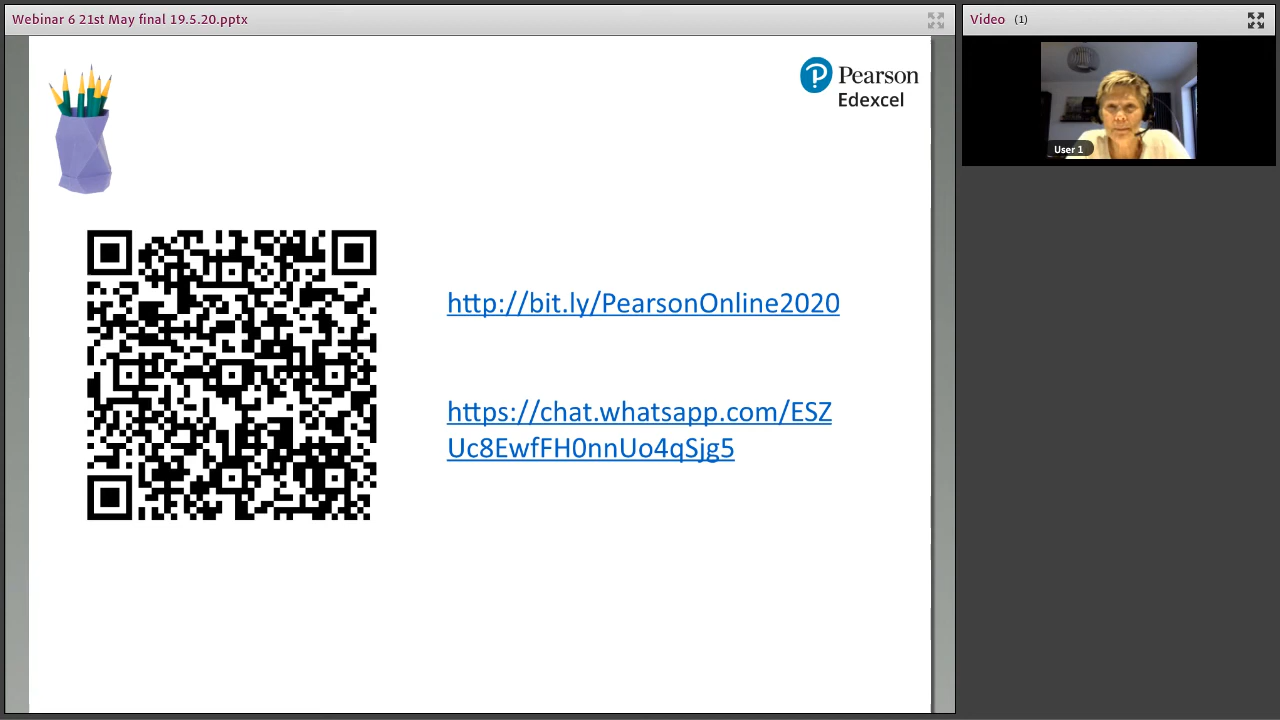 Webinar 6 21st May final 19.5.20.pptx
Video (1)
Pearson
Edexcel
User 1
http://bit.ly/PearsonOnline2020
https://chat.whatsapp.com/ESZ
Uc8EwfFH0nnUo4qSjg5